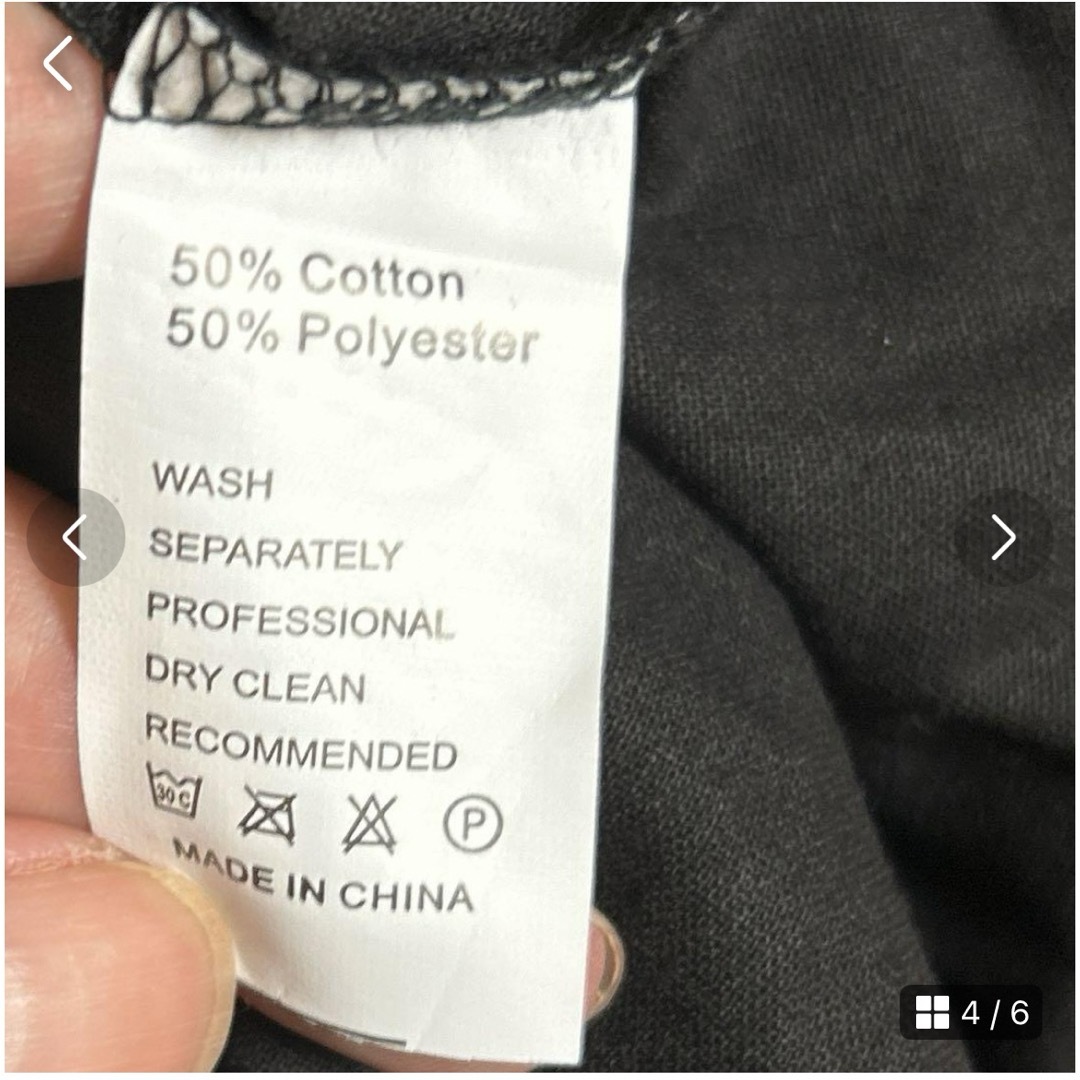 50% Cotton
50% Polyester
WASH
SEPARATELY
PROFESSIONAL
DRY CLEAN
RECOMMENDED
30 C
P
MADE IN CHINA
4 / 6